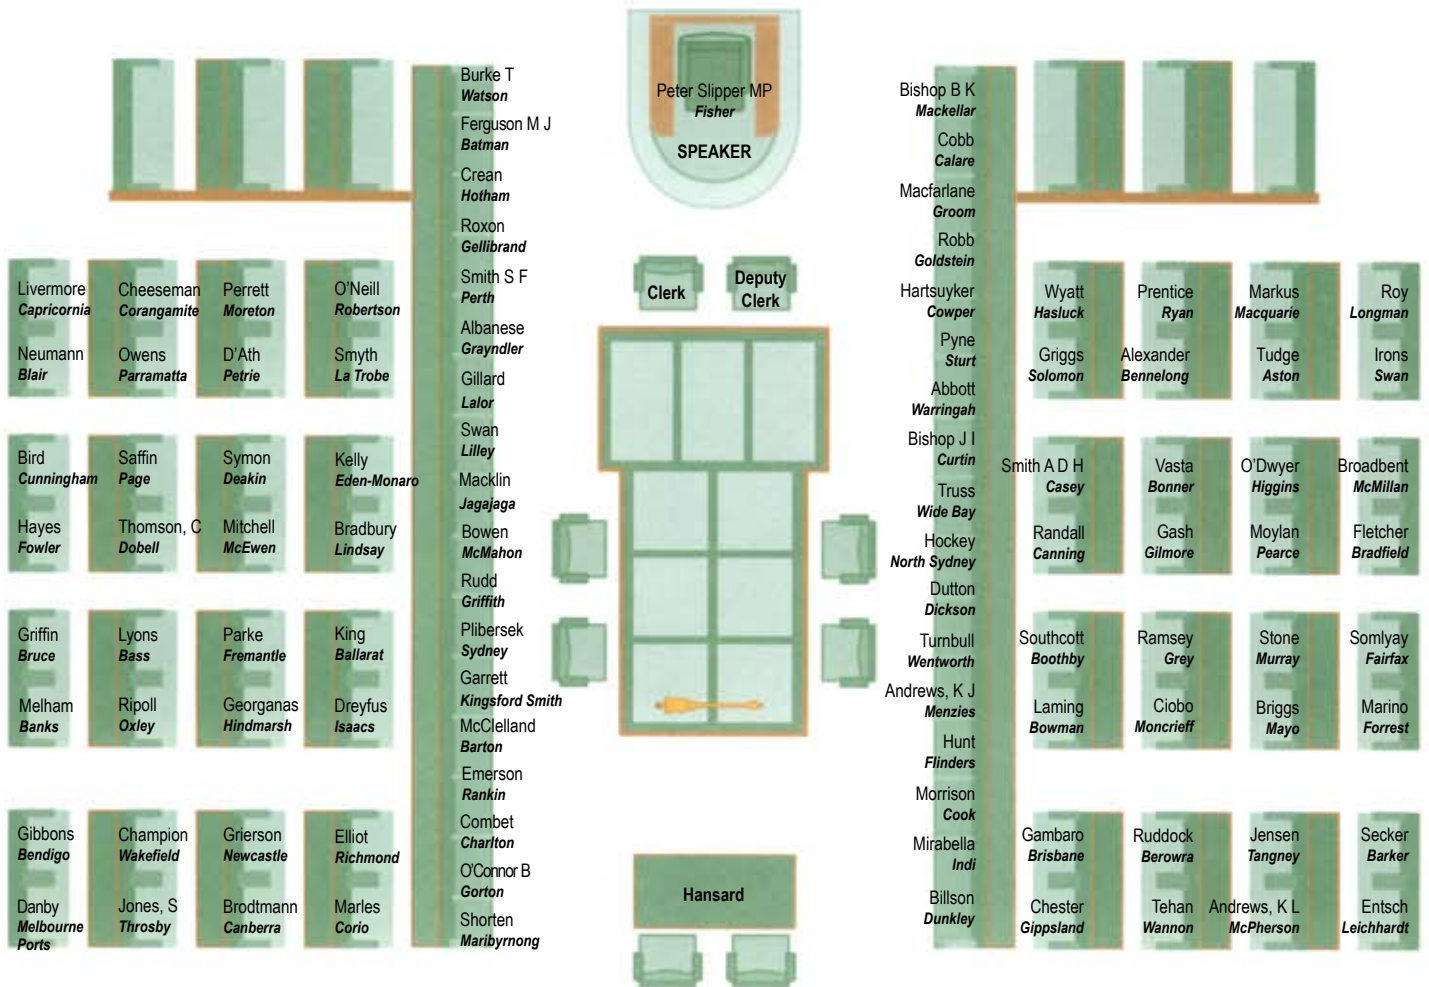 Peter Slipper MP
Fisher
SPEAKER
Clerk
Deputy
Clerk
Hansard
Burke T
Watson
Ferguson M J
Batman
Crean
Hotham
Roxon
Gellibrand
Smith S F
Perth
Albanese
Grayndler
Gillard
Lalor
Swan
Lilley
Macklin
Jagajaga
Bowen
McMahon
Rudd
Griffith
Plibersek
Sydney
Garrett
Kingsford Smith
McClelland
Barton
Emerson
Rankin
Combet
Charlton
O'Connor B
Gorton
Shorten
Maribyrnong
Livermore
Capricornia
Cheeseman
Corangamite
Perrett
Moreton
O'Neill
Robertson
Neumann
Blair
Owens
Parramatta
D'Ath
Petrie
Smyth
La Trobe
Bird
Cunningham
Saffin
Page
Symon
Deakin
Kelly
Eden-Monaro
Hayes
Fowler
Thomson, C
Dobell
Mitchell
McEwen
Bradbury
Lindsay
Griffin
Bruce
Lyons
Bass
Parke
Fremantle
King
Ballarat
Melham
Banks
Ripoll
Oxley
Georganas
Hindmarsh
Dreyfus
Isaacs
Gibbons
Bendigo
Champion
Wakefield
Grierson
Newcastle
Elliot
Richmond
Danby
Melbourne
Ports
Jones, S
Throsby
Brodtmann
Canberra
Marles
Corio
Bishop B K
Mackellar
Cobb
Calare
Macfarlane
Groom
Robb
Goldstein
Hartsuyker
Cowper
Pyne
Sturt
Abbott
Warringah
Bishop J I
Curtin
Truss
Wide Bay
Hockey
North Sydney
Dutton
Dickson
Turnbull
Wentworth
Andrews, K J
Menzies
Hunt
Flinders
Morrison
Cook
Mirabella
Indi
Billson
Dunkley
Wyatt
Hasluck
Prentice
Ryan
Markus
Macquarie
Roy
Longman
Griggs
Solomon
Alexander
Bennelong
Tudge
Aston
Irons
Swan
Smith A D H
Casey
Vasta
Bonner
O'Dwyer
Higgins
Broadbent
McMillan
Randall
Canning
Gash
Gilmore
Moylan
Pearce
Fletcher
Bradfield
Southcott
Boothby
Ramsey
Grey
Stone
Murray
Somlyay
Fairfax
Laming
Bowman
Ciobo
Moncrieff
Briggs
Mayo
Marino
Forrest
Gambaro
Brisbane
Ruddock
Berowra
Jensen
Tangney
Secker
Barker
Chester
Gippsland
Tehan
Wannon
Andrews, K L
McPherson
Entsch
Leichhardt